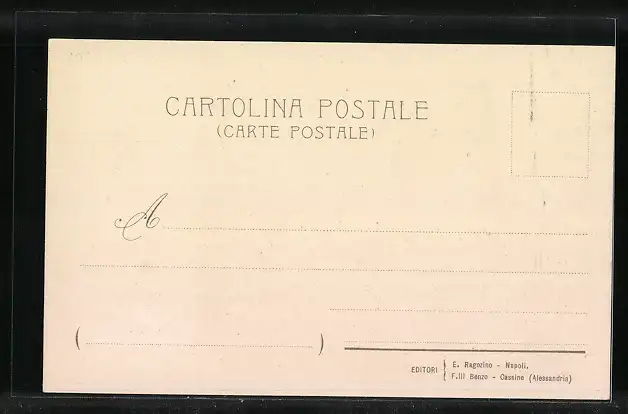 CARTOLINA POSTALE
(CARTE POSTALE)
A
( )
EDITORI { E. Ragozino - Napoli.
F.lli Benzo - Cassine (Alessandria)